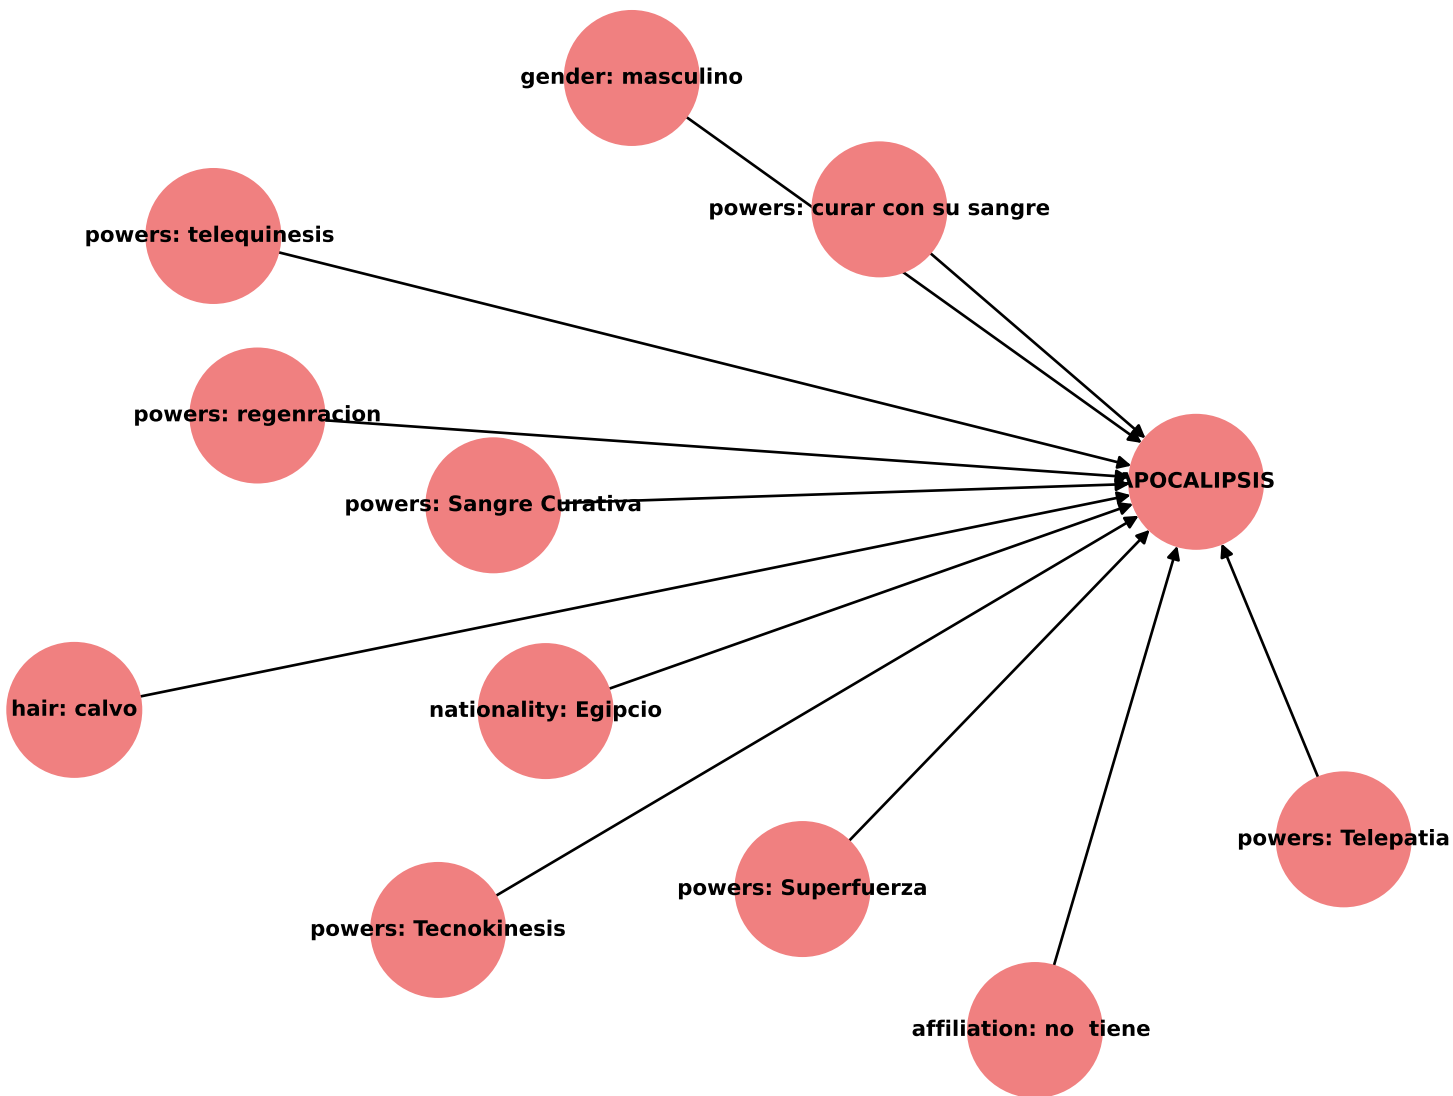 gender: masculino
powers: curar con su sangre
powers: telequinesis
powers: regenracion
APOCALIPSIS
powers: Sangre Curativa
hair: calvo
nationality: Egipcio
powers: Telepatia
powers: Superfuerza
powers: Tecnokinesis
affiliation: no  tiene